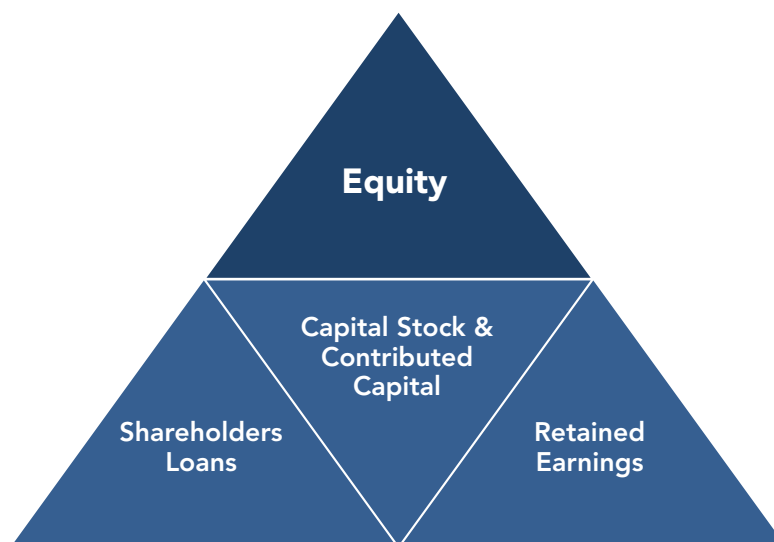 Equity
Capital Stock &
Contributed
Capital
Shareholders
Loans
Retained
Earnings